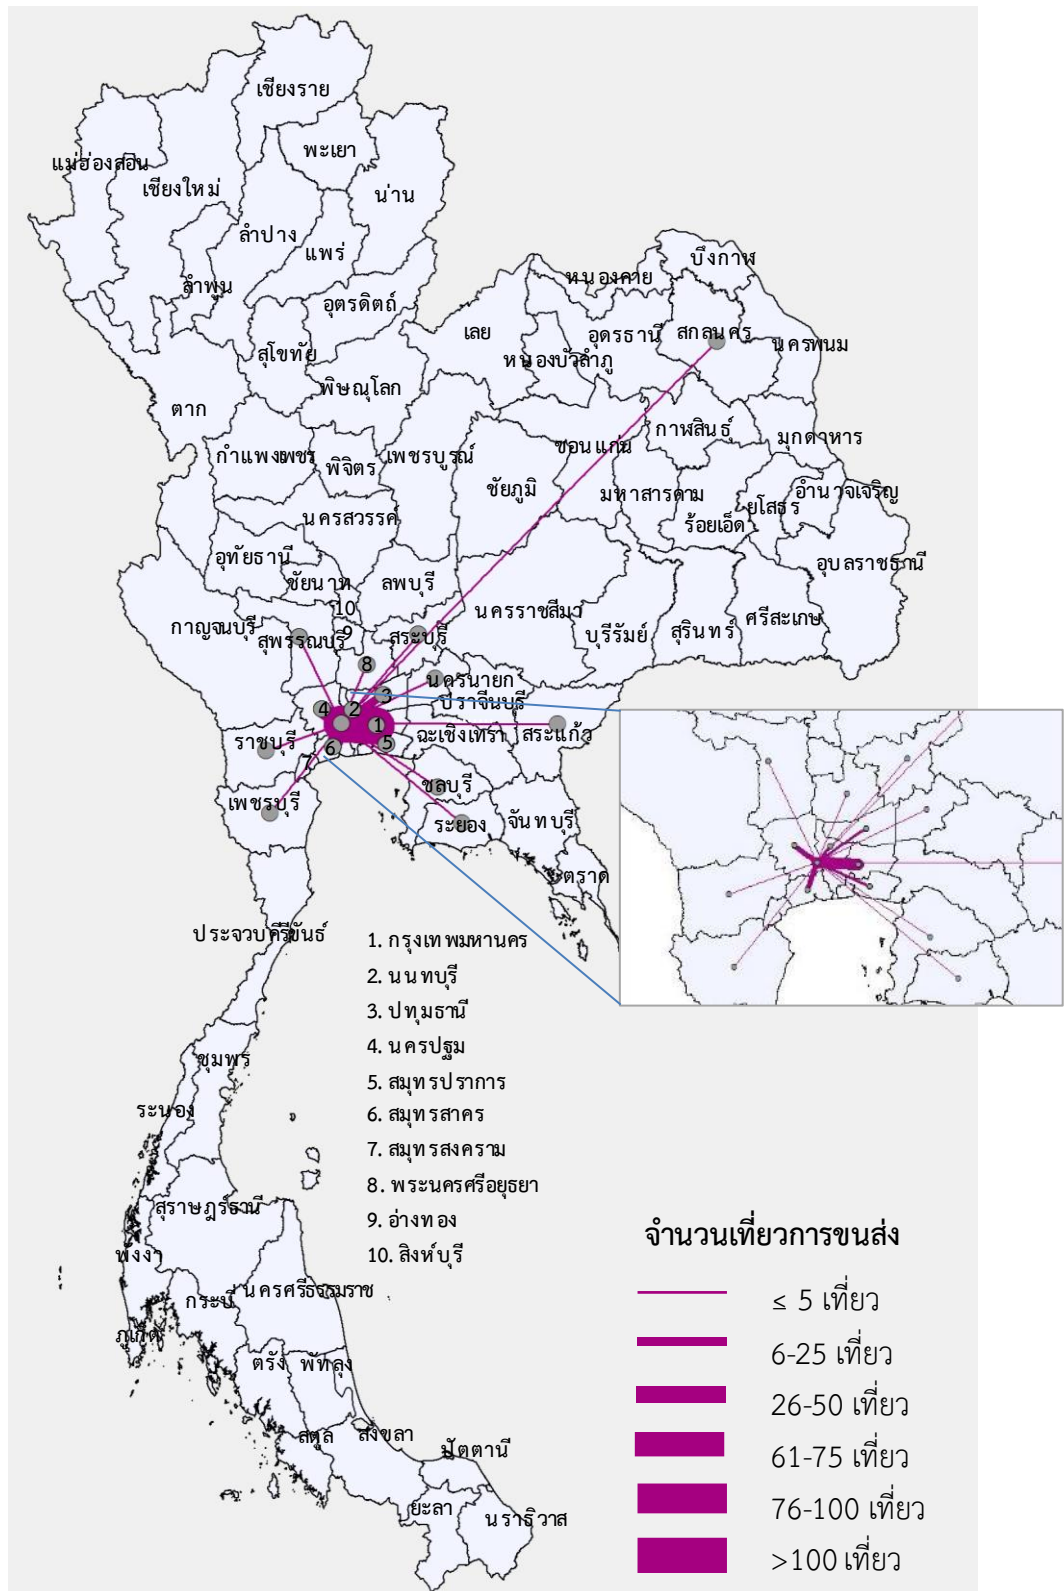 เชียงราย
พะเยา
แม่ฮ่องสอน
เชียงใหม่
น่าน
ลำปาง
แพร่
บึงกาฬ
หนองคาย
ลำพูน
อุตรดิตถ์
เลย
อุดรธานี
สกลนคร
นครพนม
สุโขทัย
หนองบัวลำภู
พิษณุโลก
ตาก
กาฬสินธุ์
มุกดาหาร
ขอนแก่น
กำแพงเพชร
พิจิตร
เพชรบูรณ์
ชัยภูมิ
มหาสารคาม
อำนาจเจริญ
ยโสธร
ร้อยเอ็ด
นครสวรรค์
อุทัยธานี
อุบลราชธานี
ชัยนาท
ลพบุรี
10
นครราชสีมา
กาญจนบุรี
สุพรรณบุรี
9
สระบุรี
บุรีรัมย์
สุรินทร์
ศรีสะเกษ
8
นครนายก
3
ปราจีนบุรี
4
2
1
ฉะเชิงเทรา
สระแก้ว
ราชบุรี
6
5
7
ชลบุรี
เพชรบุรี
ระยอง
จันทบุรี
ตราด
ประจวบคีรีขันธ์
1. กรุงเทพมหานคร
2. นนทบุรี
3. ปทุมธานี
4. นครปฐม
5. สมุทรปราการ
6. สมุทรสาคร
7. สมุทรสงคราม
8. พระนครศรีอยุธยา
9. อ่างทอง
10. สิงห์บุรี
ชุมพร
ระนอง
สุราษฎร์ธานี
พังงา
กระบี่
นครศรีธรรมราช
ภูเก็ต
ตรัง
พัทลุง
สตูล
สงขลา
ปัตตานี
ยะลา
นราธิวาส
จำนวนเที่ยวการขนส่ง
≤ 5 เที่ยว
6-25 เที่ยว
26-50 เที่ยว
61-75 เที่ยว
76-100 เที่ยว
>100 เที่ยว